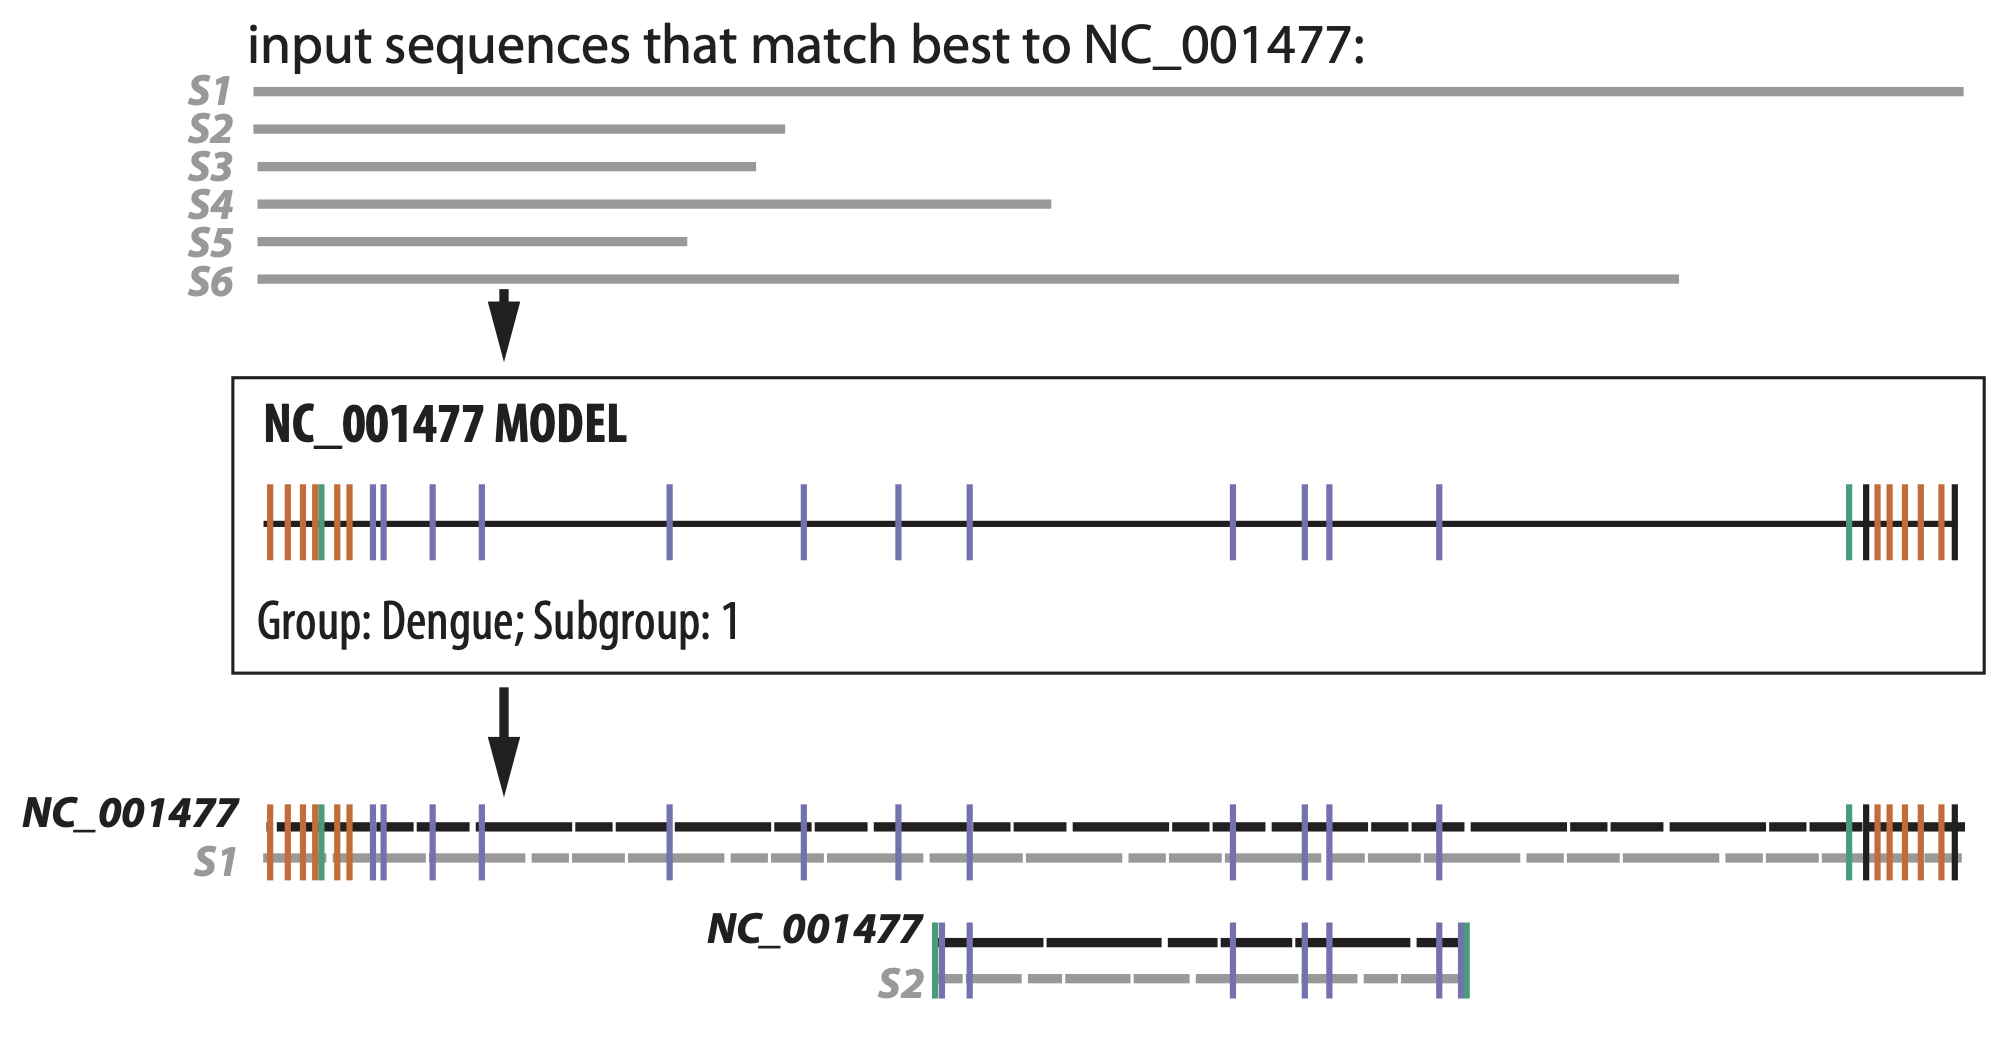 input sequences that match best to NC_001477:
S1
S2
S3
S4
S5
S6
NC_001477 MODEL
Group: Dengue; Subgroup: 1
NC_001477
S1
NC_001477
S2